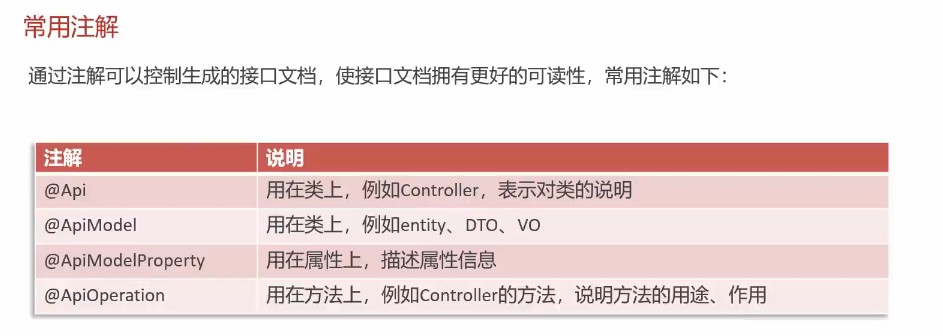 常用注解
通过注解可以控制生成的接口文档，使接口文档拥有更好的可读性，常用注解如下：
注解 说明
@Api 用在类上，例如Controller，表示对类的说明
@ApiModel 用在类上，例如entity、DTO、VO
@ApiModelProperty 用在属性上，描述属性信息
@ApiOperation 用在方法上，例如Controller的方法，说明方法的用途、作用